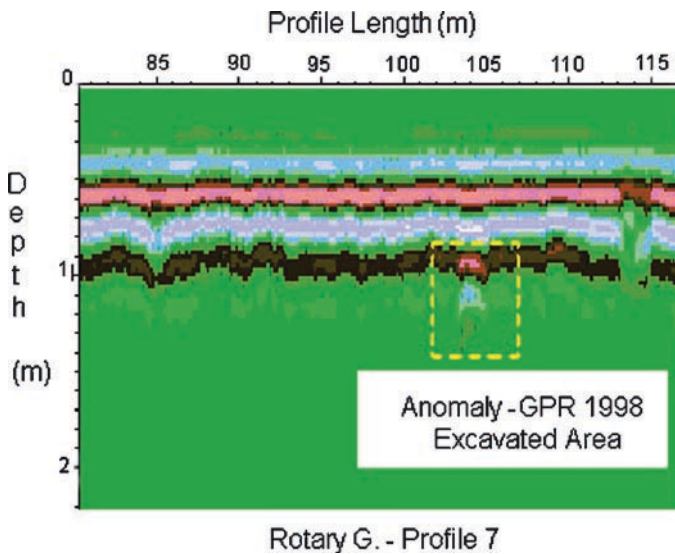 Profile Length (m)
0 85 90 95 100 105 110 115
Depth
(m)
1
2
Anomaly - GPR 1998
Excavated Area
Rotary G. - Profile 7